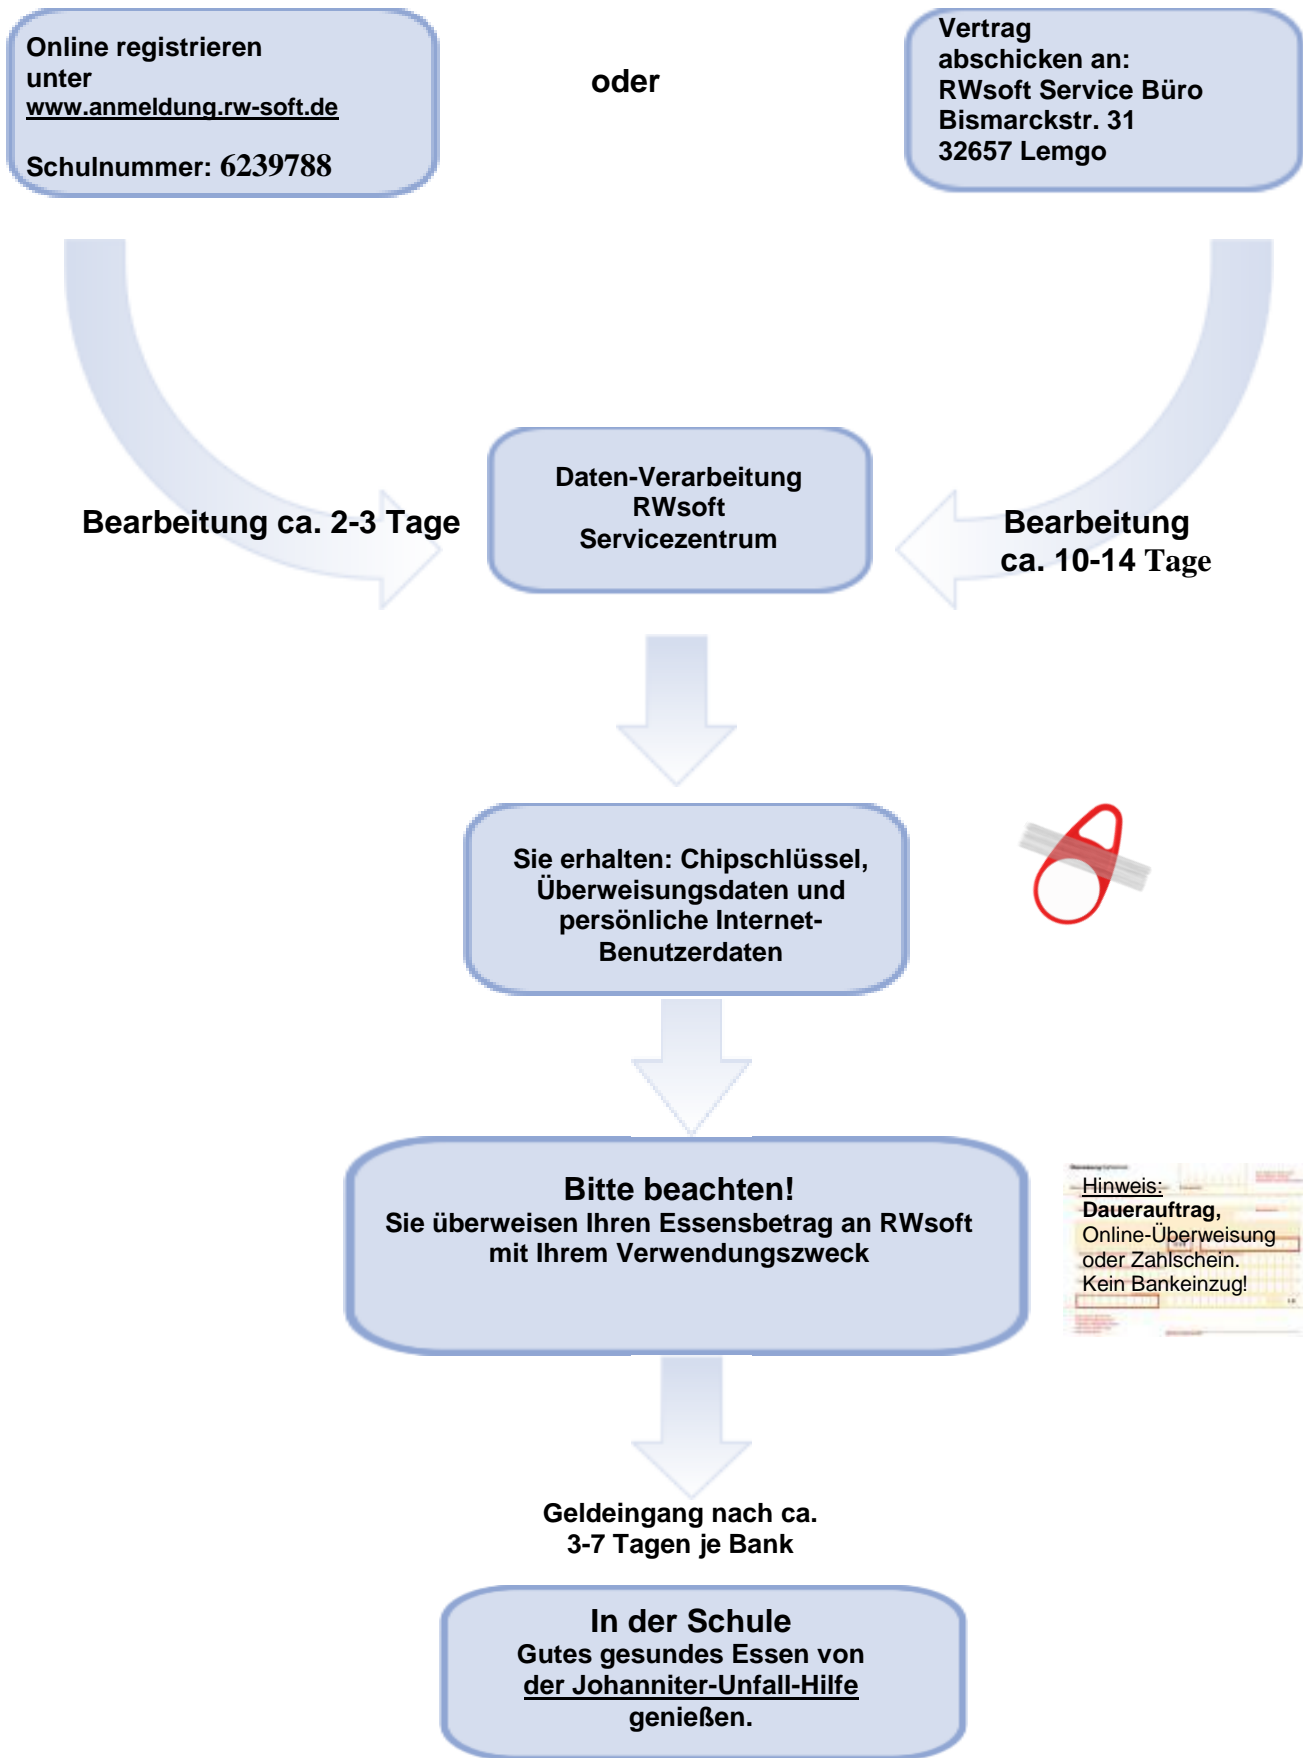 Online registrieren
unter
www.anmeldung.rw-soft.de
Schulnummer: 6239788
oder
Vertrag
abschicken an:
RWsoft Service Büro
Bismarckstr. 31
32657 Lemgo
Bearbeitung ca. 2-3 Tage
Daten-Verarbeitung
RWsoft
Servicezentrum
Bearbeitung
ca. 10-14 Tage
Sie erhalten: Chipschlüssel,
Überweisungsdaten und
persönliche Internet-
Benutzerdaten
Bitte beachten!
Sie überweisen Ihren Essensbetrag an RWsoft
mit Ihrem Verwendungszweck
Hinweis:
Dauerauftrag,
Online-Überweisung
oder Zahlschein.
Kein Bankeinzug!
Geldeingang nach ca.
3-7 Tagen je Bank
In der Schule
Gutes gesundes Essen von
der Johanniter-Unfall-Hilfe
genießen.